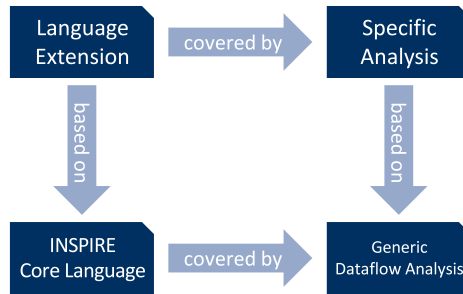 Language
Extension
covered by
Specific
Analysis
based on
based on
INSPIRE
Core Language
covered by
Generic
Dataflow Analysis